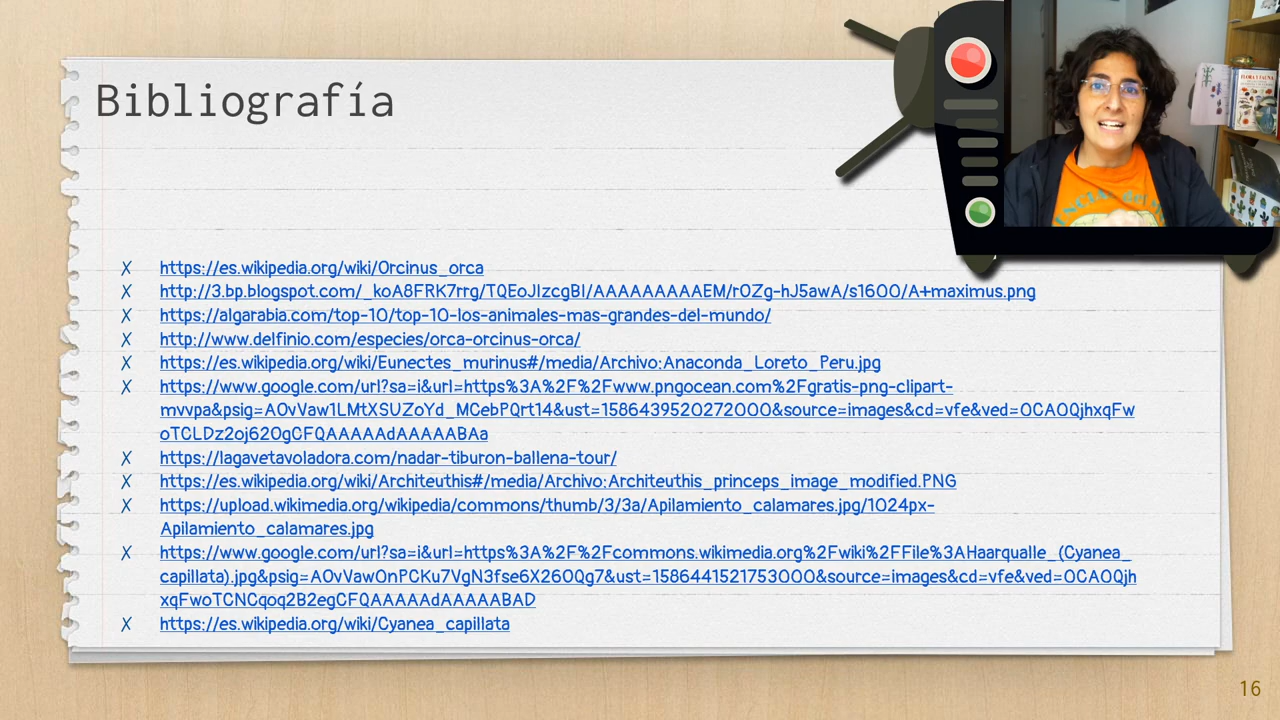 Bibliografía
FLORA Y FAUNA
X https://es.wikipedia.org/wiki/Orcinus_orca
X http://3.bp.blogspot.com/_koA8FRK7rrg/TQEoJIzcgBI/AAAAAAAAAEM/rOZg-hJ5awA/s1600/A+maximus.png
X https://algarabia.com/top-10/top-10-los-animales-mas-grandes-del-mundo/
X http://www.delfinio.com/especies/orca-orcinus-orca/
X https://es.wikipedia.org/wiki/Eunectes_murinus#/media/Archivo:Anaconda_Loreto_Peru.jpg
X https://www.google.com/url?sa=i&url=https%3A%2F%2Fwww.pngocean.com%2Fgratis-png-clipart-
mvvpa&psig=AOvVaw1LMtXSUZoYd_MCebPQrt14&ust=1586439520272000&source=images&cd=vfe&ved=0CA0QjhxqFw
oTCLDz2oj620gCFQAAAAAdAAAAABAa
X https://lagavetavoladora.com/nadar-tiburon-ballena-tour/
X https://es.wikipedia.org/wiki/Architeuthis#/media/Archivo:Architeuthis_princeps_image_modified.PNG
X https://upload.wikimedia.org/wikipedia/commons/thumb/3/3a/Apilamiento_calamares.jpg/1024px-
Apilamiento_calamares.jpg
X https://www.google.com/url?sa=i&url=https%3A%2F%2Fcommons.wikimedia.org%2Fwiki%2FFile%3AHaarqualle_(Cyanea_
capillata).jpg&psig=AOvVawOnPCKu7VgN3fse6X26OQg7&ust=1586441521753000&source=images&cd=vfe&ved=0CA0Qjh
xqFwoTCNCqoq2B2egCFQAAAAAdAAAAABAD
X https://es.wikipedia.org/wiki/Cyanea_capillata
16